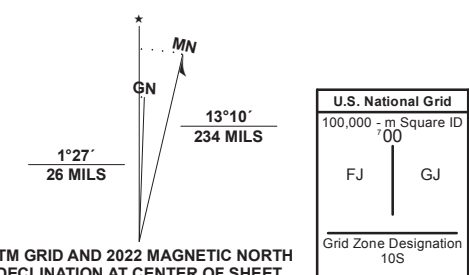 ★
MN
GN
1°27´
26 MILS
13°10´
234 MILS
TM GRID AND 2022 MAGNETIC NORTH
DECLINATION AT CENTER OF SHEET
U.S. National Grid
100,000 - m Square ID
⁷00
FJ
GJ
Grid Zone Designation
10S